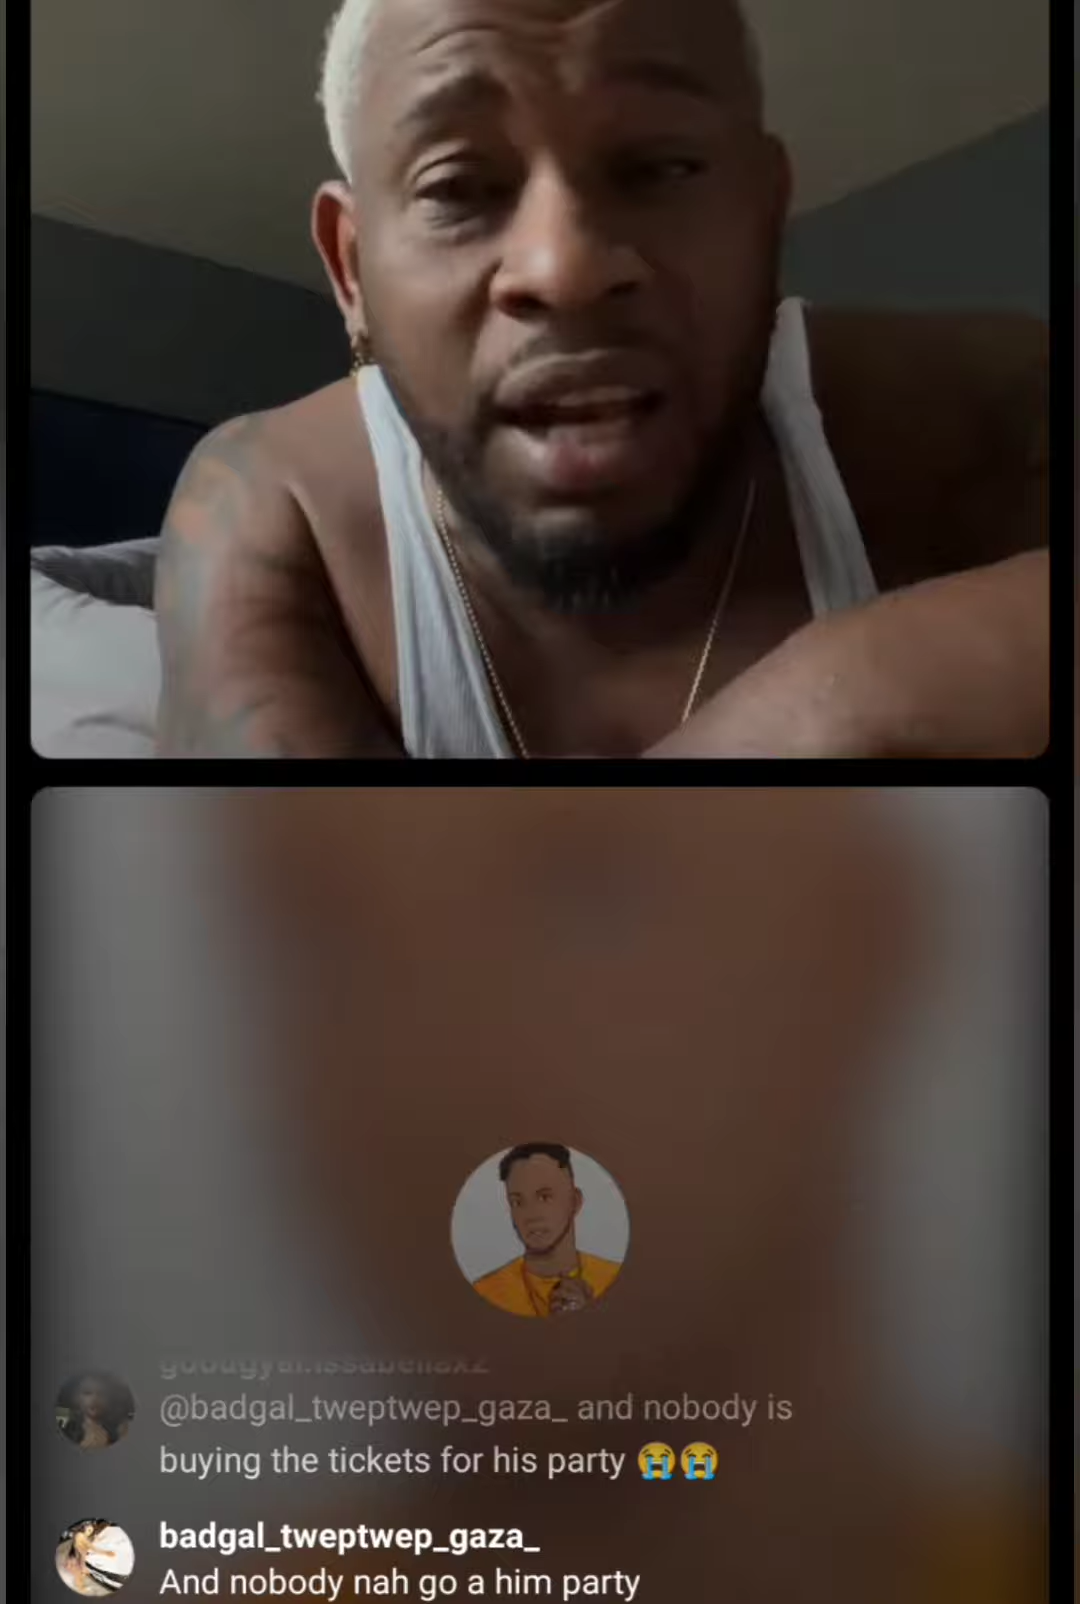 @badgal_tweptwep_gaza_ and nobody is
buying the tickets for his party 😭😭
badgal_tweptwep_gaza_
And nobody nah go a him party